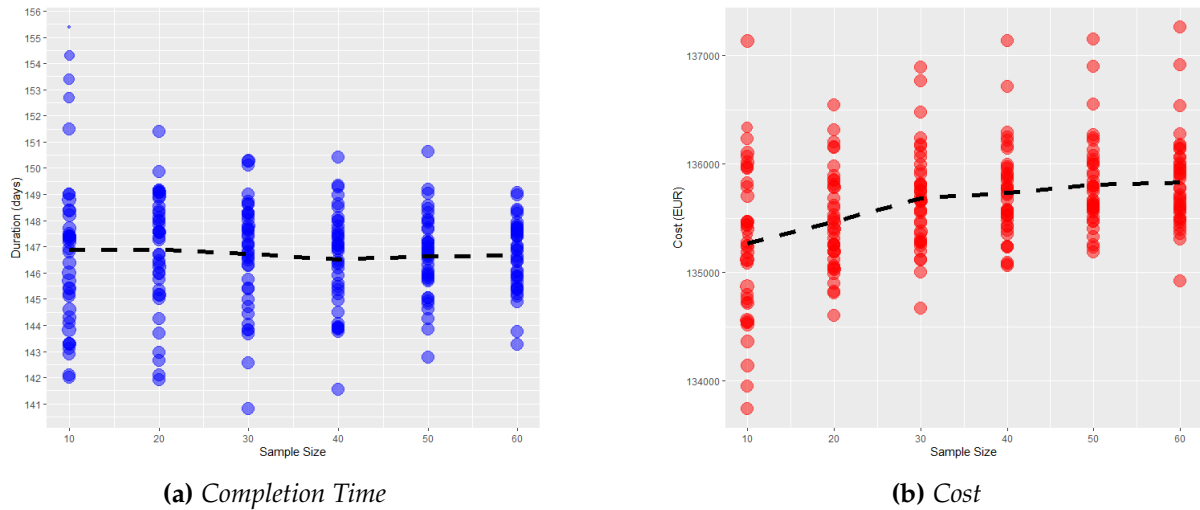 156
155
154
153
152
151
150
149
148
147
146
145
144
143
142
141
Duration (days)
10 20 30 40 50 60
Sample Size
(a) Completion Time
137000
136000
135000
134000
Cost (EUR)
10 20 30 40 50 60
Sample Size
(b) Cost